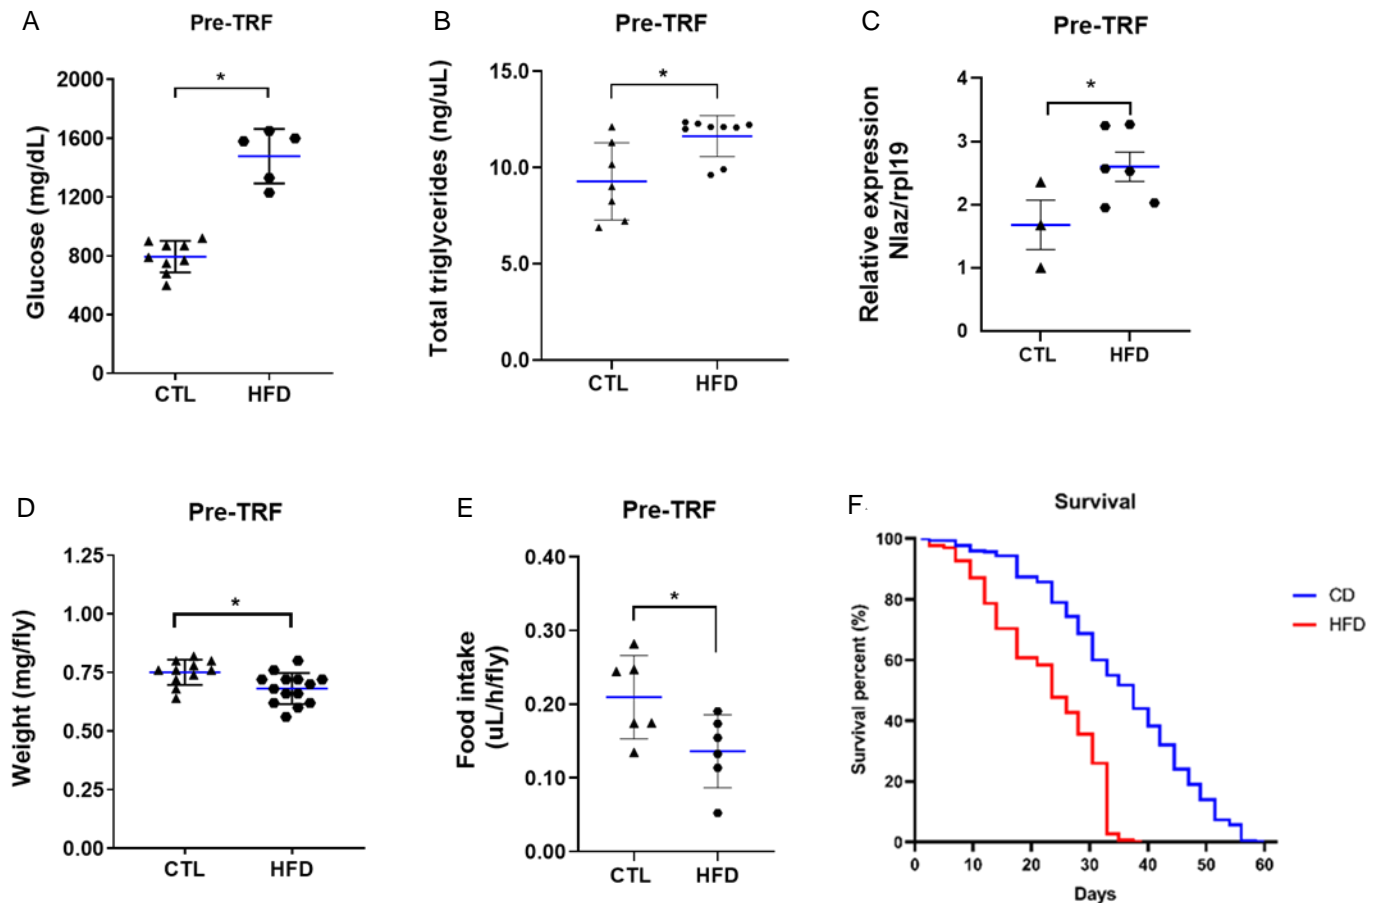 A
Pre-TRF
Glucose (mg/dL)
2000
1600
1200
800
400
0
*
CTL
HFD
B
Pre-TRF
Total triglycerides (ng/uL)
15.0
10.0
5.0
0.0
*
CTL
HFD
C
Pre-TRF
Relative expression
Nlaz/rpl19
4
3
2
1
0
*
CTL
HFD
D
Pre-TRF
Weight (mg/fly)
1.25
1.00
0.75
0.50
0.25
0.00
*
CTL
HFD
E
Pre-TRF
Food intake
(uL/h/fly)
0.40
0.30
0.20
0.10
0.00
*
CTL
HFD
F.
Survival
Survival percent (%)
100
80
60
40
20
0
0
10
20
30
40
50
60
Days
CD
HFD